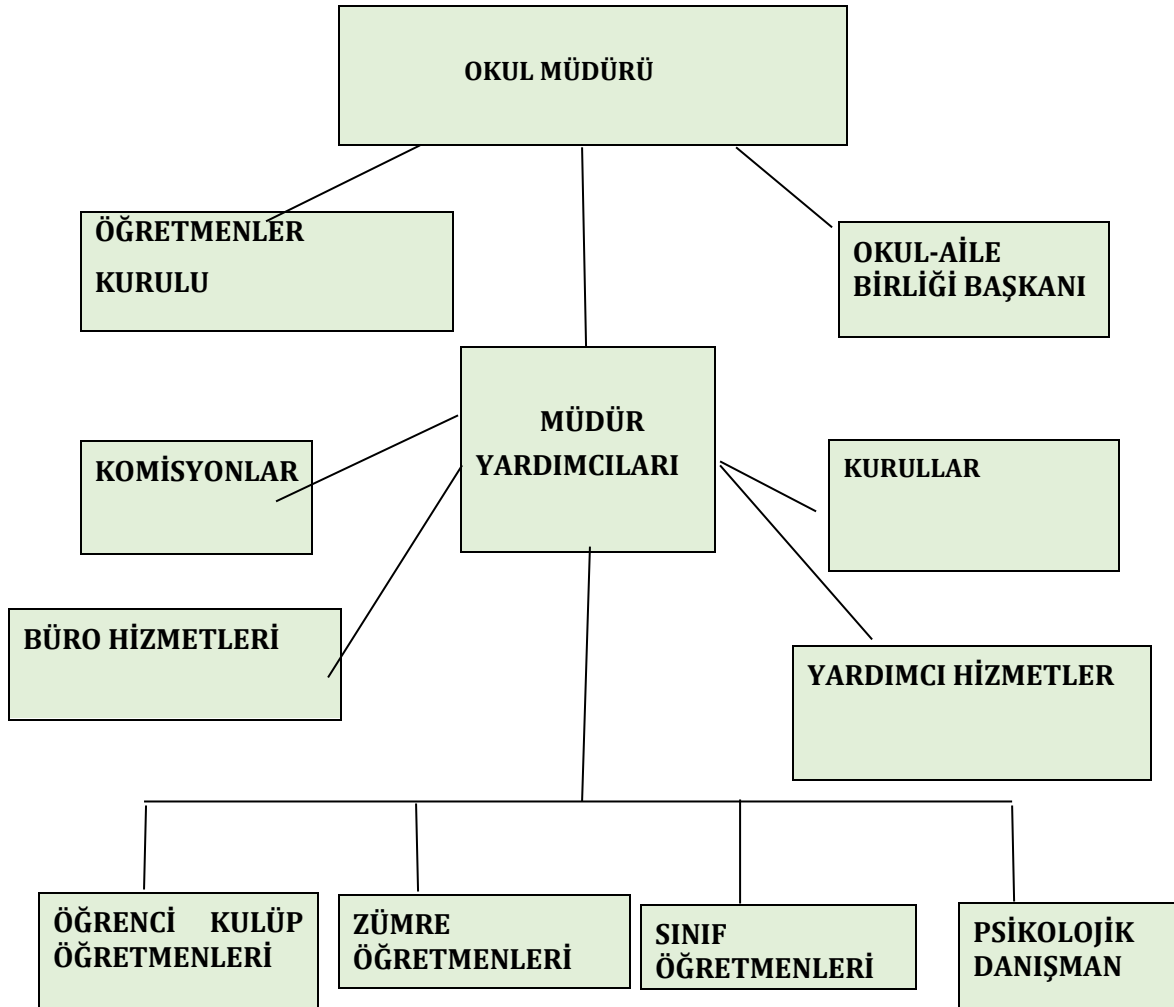 OKUL MÜDÜRÜ
ÖĞRETMENLER
KURULU
OKUL-AİLE
BİRLİĞİ BAŞKANI
MÜDÜR
YARDIMCILARI
KOMİSYONLAR
KURULLAR
BÜRO HİZMETLERİ
YARDIMCI HİZMETLER
ÖĞRENCİ KULÜP
ÖĞRETMENLERİ
ZÜMRE
ÖĞRETMENLERİ
SINIF
ÖĞRETMENLERİ
PSİKOLOJİK
DANIŞMAN